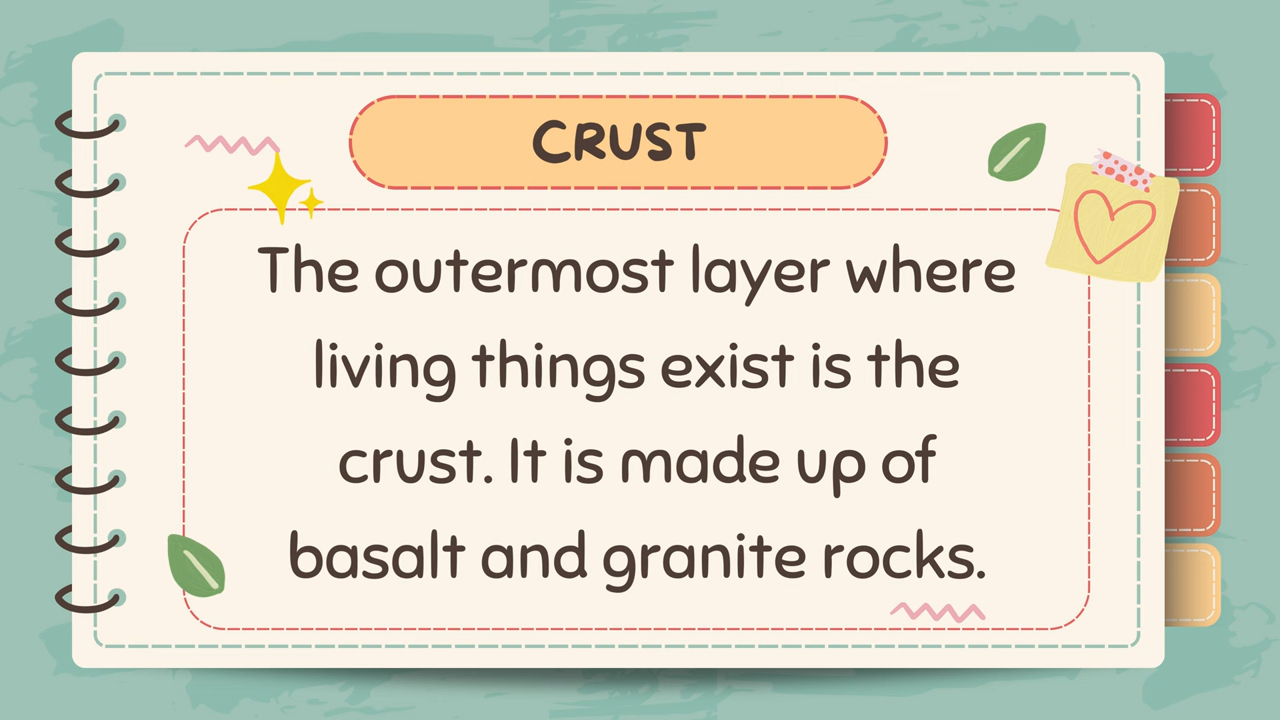 CRUST
The outermost layer where
living things exist is the
crust. It is made up of
basalt and granite rocks.